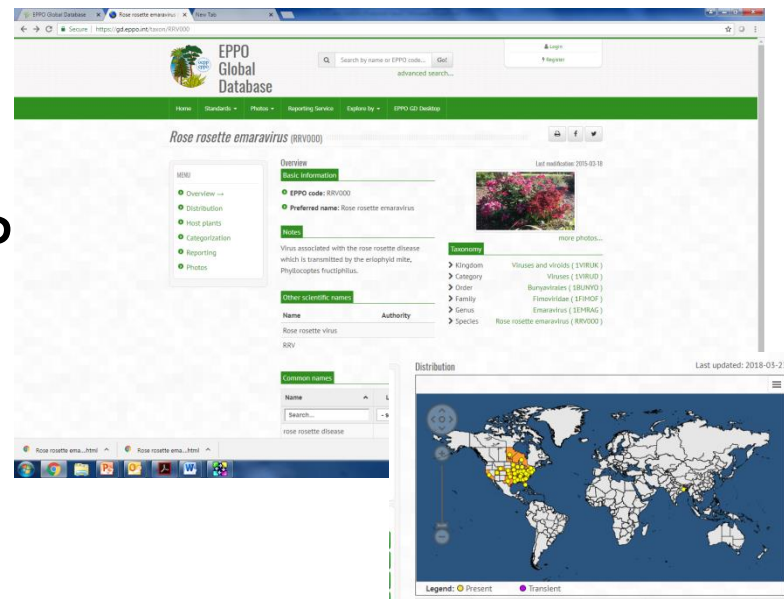 EPPO Global Database
Rose rosette emaravirus
New Tab
Secure | https://gd.eppo.int/taxon/RRV000
EPPO
Global
Database
Search by name or EPPO code...
Go!
advanced search...
Login
Register
Home
Standards
Photos
Reporting Service
Explore by
EPPO GD Desktop
Rose rosette emaravirus (RRV000)
MENU
Overview
Distribution
Host plants
Categorization
Reporting
Photos
Overview
Last modification: 2015-03-18
Basic information
EPPO code: RRV000
Preferred name: Rose rosette emaravirus
Notes
Virus associated with the rose rosette disease
which is transmitted by the eriophyid mite,
Phyllocoptes fructiphilus.
Other scientific names
Name Authority
Rose rosette virus
RRV
Common names
Name
Search...
rose rosette disease
more photos...
Taxonomy
Kingdom Viruses and viroids ( 1VIRUK )
Category Viruses ( 1VIRUD )
Order Bunyavirales ( 1BUNYO )
Family Fimoviridae ( 1FIMOF )
Genus Emaravirus ( 1EMRAG )
Species Rose rosette emaravirus ( RRV000 )
Rose rosette ema...html
Rose rosette ema...html
Distribution
Legend: Present Transient